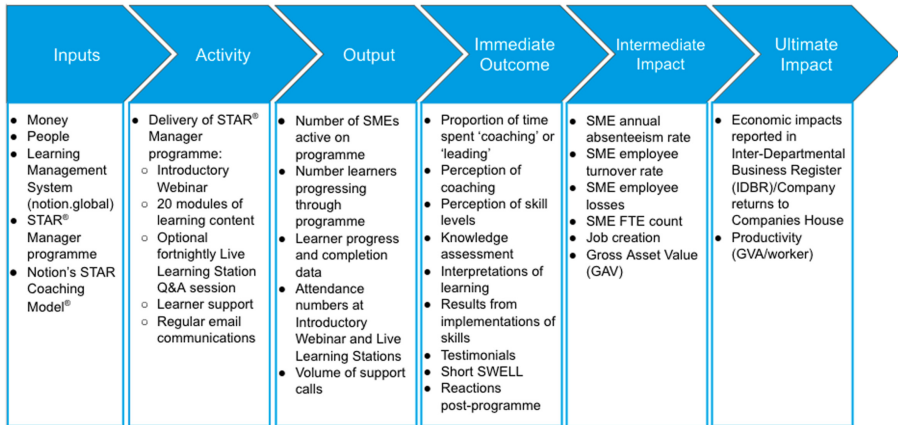 Inputs
Activity
Output
Immediate
Outcome
Intermediate
Impact
Ultimate
Impact
● Money
● People
● Learning
Management
System
(notion.global)
● STAR®
Manager
programme
● Notion's STAR
Coaching
Model®
● Delivery of STAR®
Manager
programme:
○ Introductory
Webinar
○ 20 modules of
learning content
○ Optional
fortnightly Live
Learning Station
Q&A session
○ Learner support
○ Regular email
communications
● Number of SMEs
active on
programme
● Number learners
progressing
through
programme
● Learner progress
and completion
data
● Attendance
numbers at
Introductory
Webinar and Live
Learning Stations
● Volume of support
calls
● Proportion of time
spent 'coaching' or
'leading'
● Perception of
coaching
● Perception of skill
levels
● Knowledge
assessment
● Interpretations of
learning
● Results from
implementations of
skills
● Testimonials
● Short SWELL
● Reactions
post-programme
● SME annual
absenteeism rate
● SME employee
turnover rate
● SME employee
losses
● SME FTE count
● Job creation
● Gross Asset Value
(GAV)
● Economic impacts
reported in
Inter-Departmental
Business Register
(IDBR)/Company
returns to
Companies House
● Productivity
(GVA/worker)